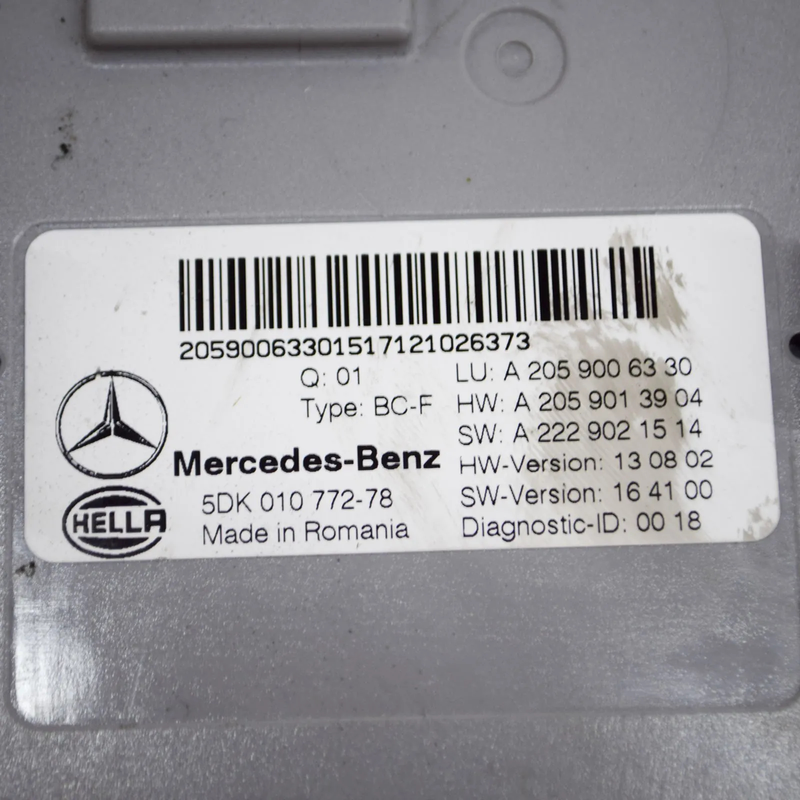 2059006330151712102637​3
Q: 01
Type: BC-F
Mercedes-Benz
HELLA
5DK 010 772-78
Made in Romania
LU: A 205 900 63 30
HW: A 205 901 39 04
SW: A 222 902 15 14
HW-Version: 13 08 02
SW-Version: 16 41 00
Diagnostic-ID: 00 18